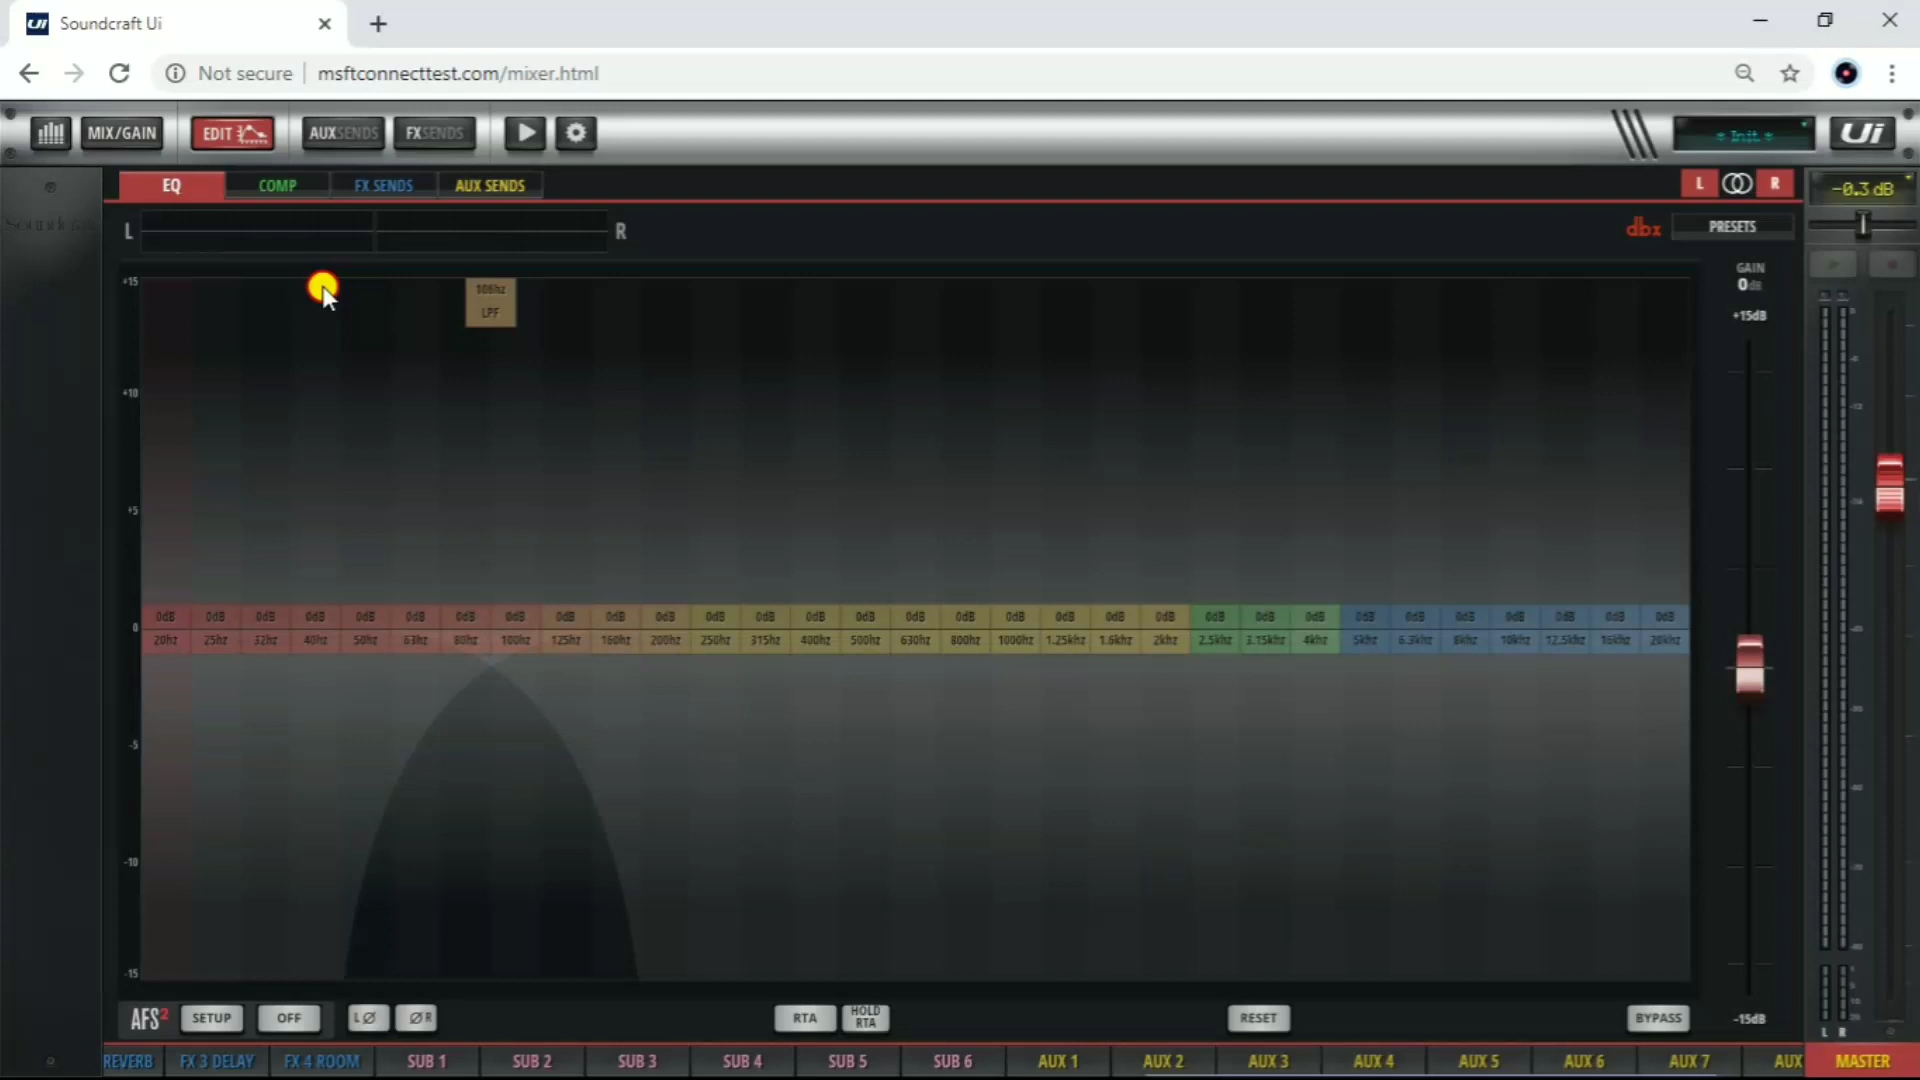 Soundcraft Ui
Not secure msftconnecttest.com/mixer.html
MIX/GAIN EDIT AUXSENDS FXSENDS * Init * Ui
EQ COMP FX SENDS AUX SENDS L R -0.3 dB
L R dbx PRESETS
GAIN
0dB
+15dB
106hz
LPF
+15
+10
+5
0
-5
-10
-15
0dB 0dB 0dB 0dB 0dB 0dB 0dB 0dB 0dB 0dB 0dB 0dB 0dB 0dB 0dB 0dB 0dB 0dB 0dB 0dB 0dB 0dB 0dB 0dB 0dB 0dB 0dB 0dB 0dB 0dB 0dB
20hz 25hz 32hz 40hz 50hz 63hz 80hz 100hz 125hz 160hz 200hz 250hz 315hz 400hz 500hz 630hz 800hz 1000hz 1.25khz 1.6khz 2khz 2.5khz 3.15khz 4khz 5khz 6.3khz 8khz 10khz 12.5khz 16khz 20khz
AFS2 SETUP OFF LØ ØR RTA HOLD RTA RESET BYPASS -15dB
L R
REVERB FX 3 DELAY FX 4 ROOM SUB 1 SUB 2 SUB 3 SUB 4 SUB 5 SUB 6 AUX 1 AUX 2 AUX 3 AUX 4 AUX 5 AUX 6 AUX 7 AUX MASTER